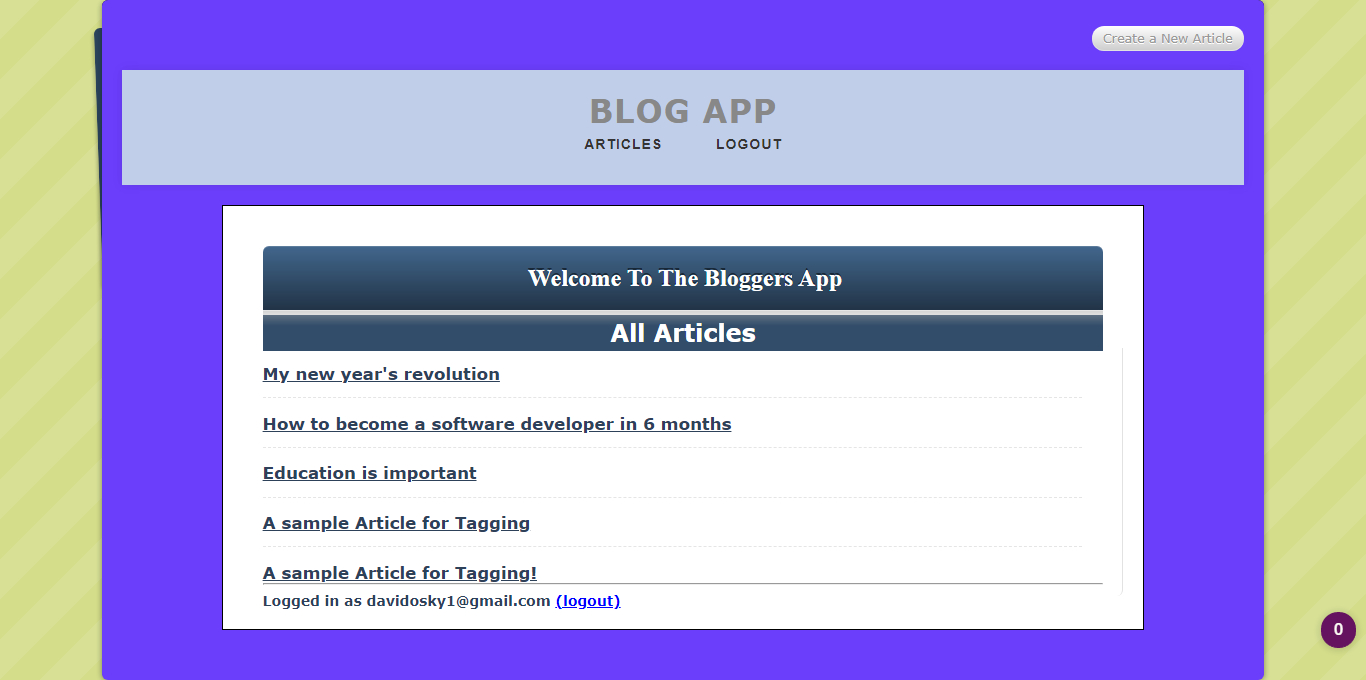 Create a New Article
BLOG APP
ARTICLES LOGOUT
Welcome To The Bloggers App
All Articles
My new year's revolution
How to become a software developer in 6 months
Education is important
A sample Article for Tagging
A sample Article for Tagging!
Logged in as davidosky1@gmail.com (logout)
0